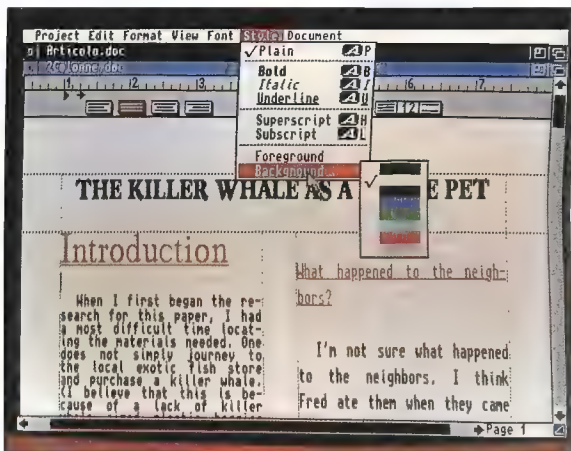 Project Edit Format View Font Style Document
Articolo.doc
✓Plain P
Bold B
Italic I
Underline U
Superscript H
Subscript L
Foreground
Background...
THE KILLER WHALE AS A E PET
Introduction
When I first began the re-
search for this paper, I had
a most difficult time locat-
ing the materials needed. One
does not simply journey to
the local exotic fish store
and purchase a killer whale.
(I believe that this is be-
cause of a lack of killer
What happened to the neigh-
bors?
I'm not sure what happened
to the neighbors. I think
Fred ate them when they came
Page 1